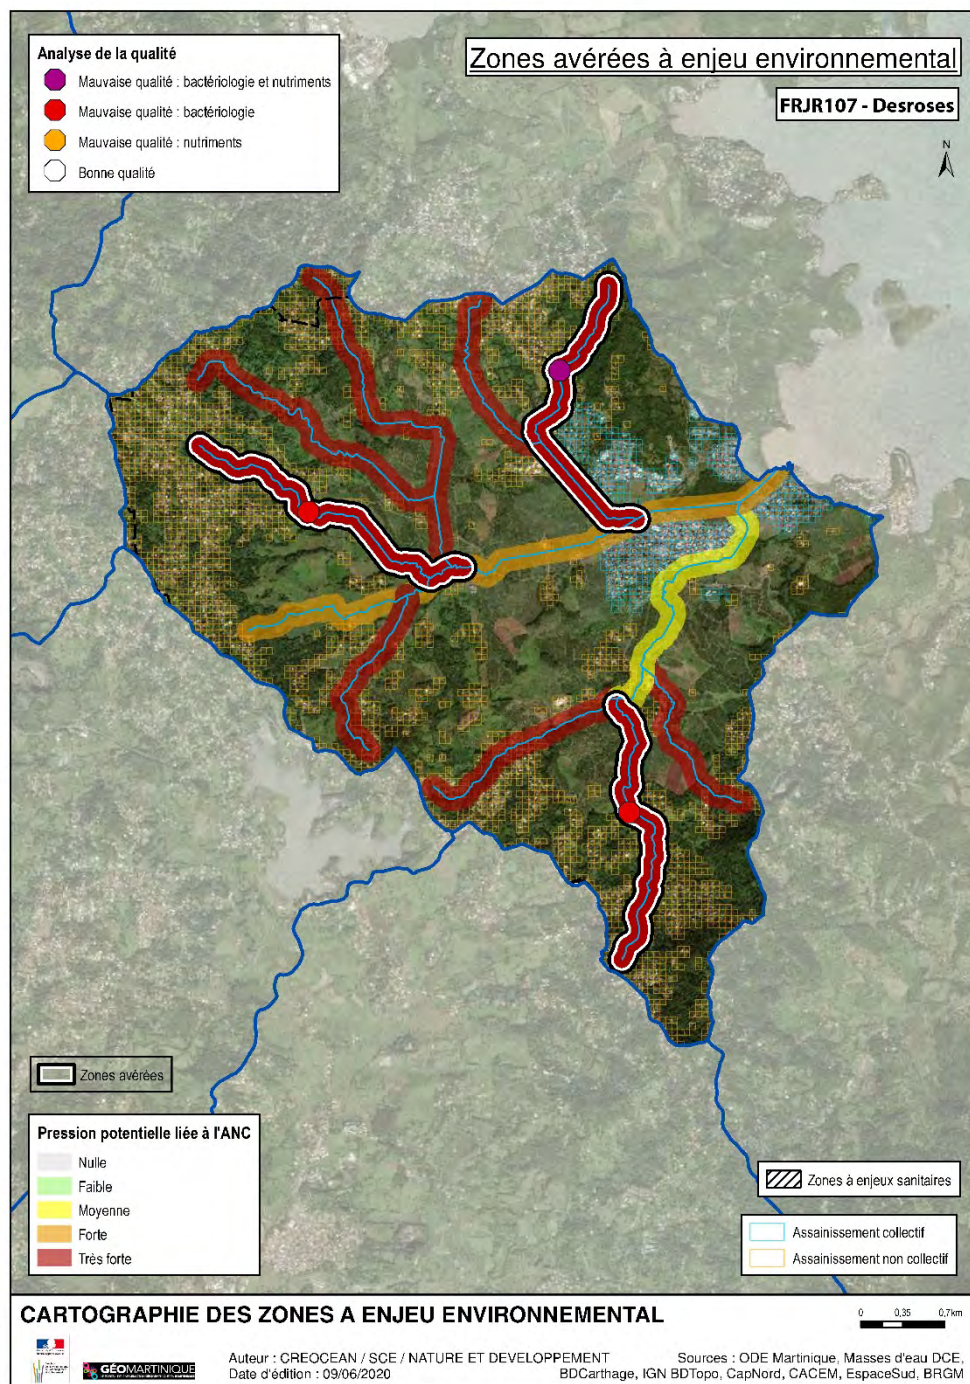 Analyse de la qualité
Mauvaise qualité : bactériologie et nutriments
Mauvaise qualité : bactériologie
Mauvaise qualité : nutriments
Bonne qualité
Zones avérées à enjeu environnemental
FRJR107 - Desroses
N
Zones avérées
Pression potentielle liée à l'ANC
Nulle
Faible
Moyenne
Forte
Très forte
Zones à enjeux sanitaires
Assainissement collectif
Assainissement non collectif
CARTOGRAPHIE DES ZONES A ENJEU ENVIRONNEMENTAL
0 0,35 0,7km
GÉOMARTINIQUE
Auteur : CREOCEAN / SCE / NATURE ET DEVELOPPEMENT
Date d'édition : 09/06/2020
Sources : ODE Martinique, Masses d'eau DCE,
BDCarthage, IGN BDTopo, CapNord, CACEM, EspaceSud, BRGM